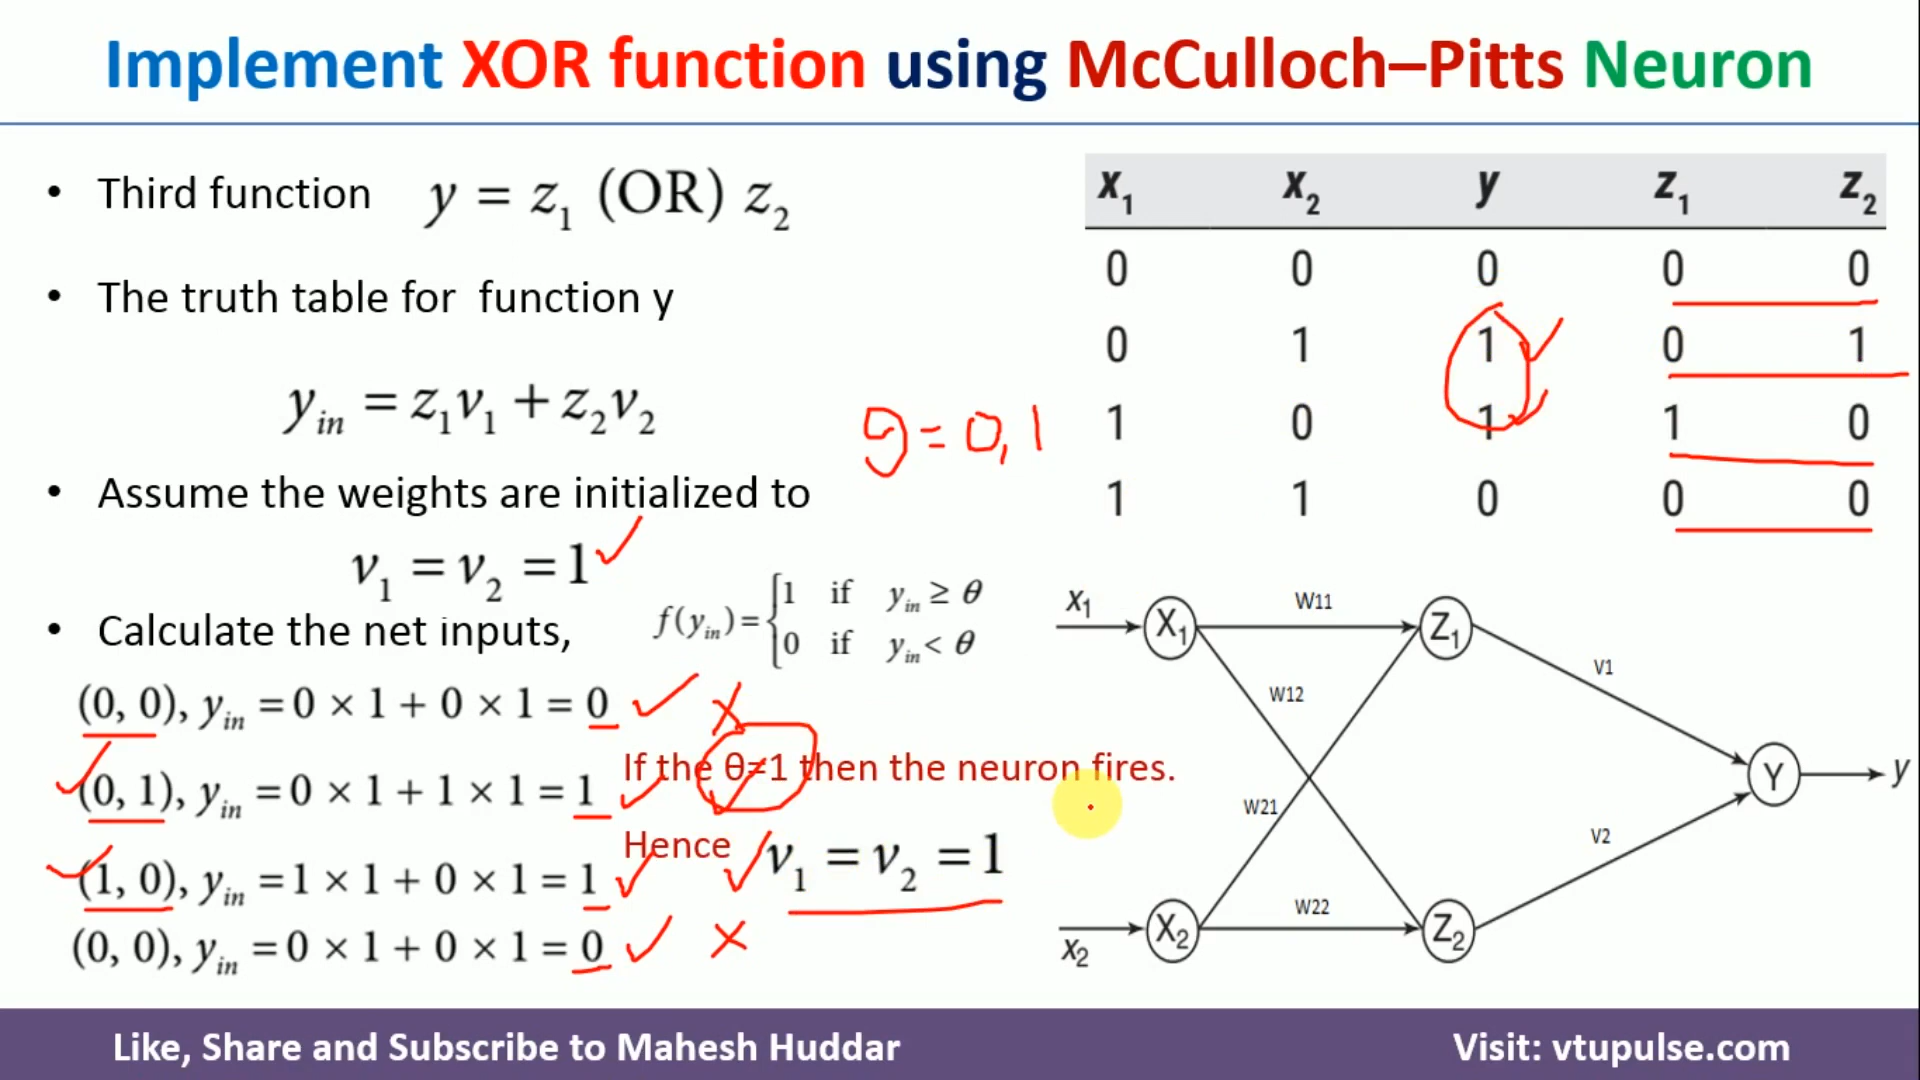 Implement XOR function using McCulloch–Pitts Neuron
• Third function y = z₁ (OR) z₂
• The truth table for function y
yᵢₙ = z₁v₁ + z₂v₂
• Assume the weights are initialized to
v₁ = v₂ = 1
• Calculate the net inputs,
f(yᵢₙ) = { 1 if yᵢₙ ≥ θ
0 if yᵢₙ < θ
(0, 0), yᵢₙ = 0 × 1 + 0 × 1 = 0
(0, 1), yᵢₙ = 0 × 1 + 1 × 1 = 1
(1, 0), yᵢₙ = 1 × 1 + 0 × 1 = 1
(0, 0), yᵢₙ = 0 × 1 + 0 × 1 = 0
If the θ=1 then the neuron fires.
Hence v₁ = v₂ = 1
= 0, 1
x₁ x₂ y z₁ z₂
0 0 0 0 0
0 1 1 0 1
1 0 1 1 0
1 1 0 0 0
x₁ X₁ W11 Z₁
V1
W12
Y y
W21
V2
x₂ X₂ W22 Z₂
Like, Share and Subscribe to Mahesh Huddar
Visit: vtupulse.com